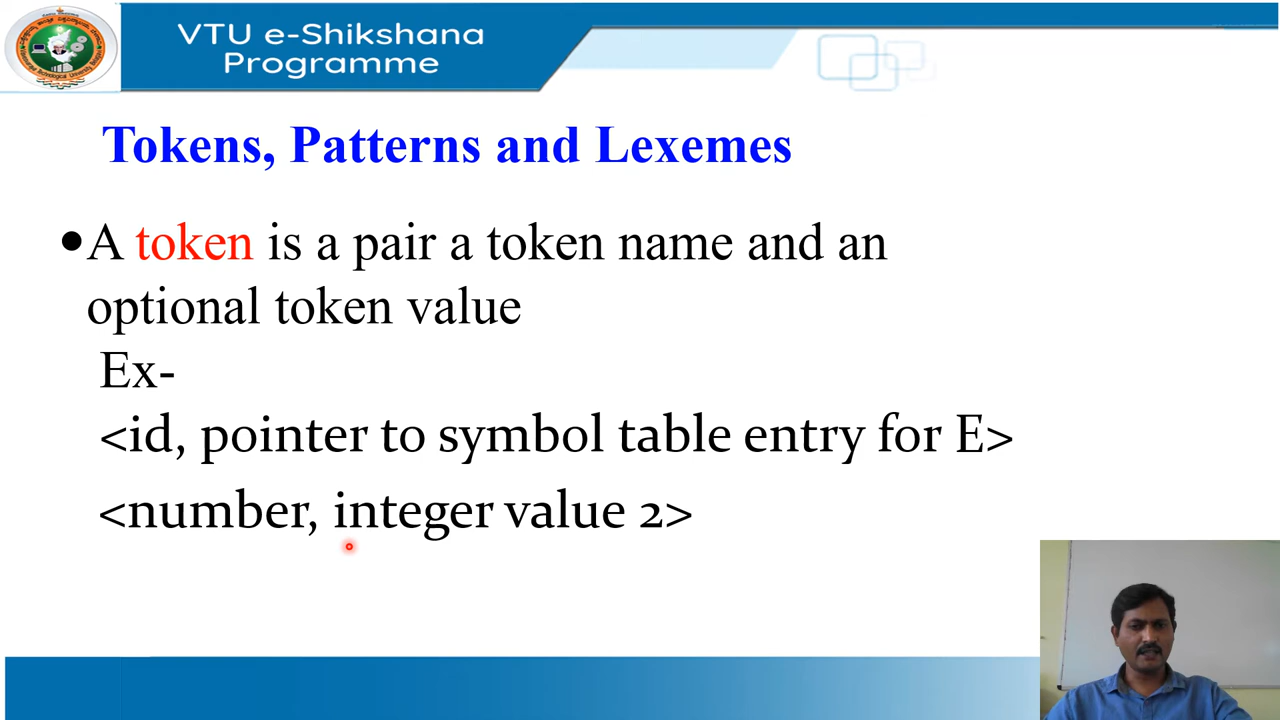 VTU e-Shikshana
Programme
Tokens, Patterns and Lexemes
•A token is a pair a token name and an
optional token value
Ex-
<id, pointer to symbol table entry for E>
<number, integer value 2>